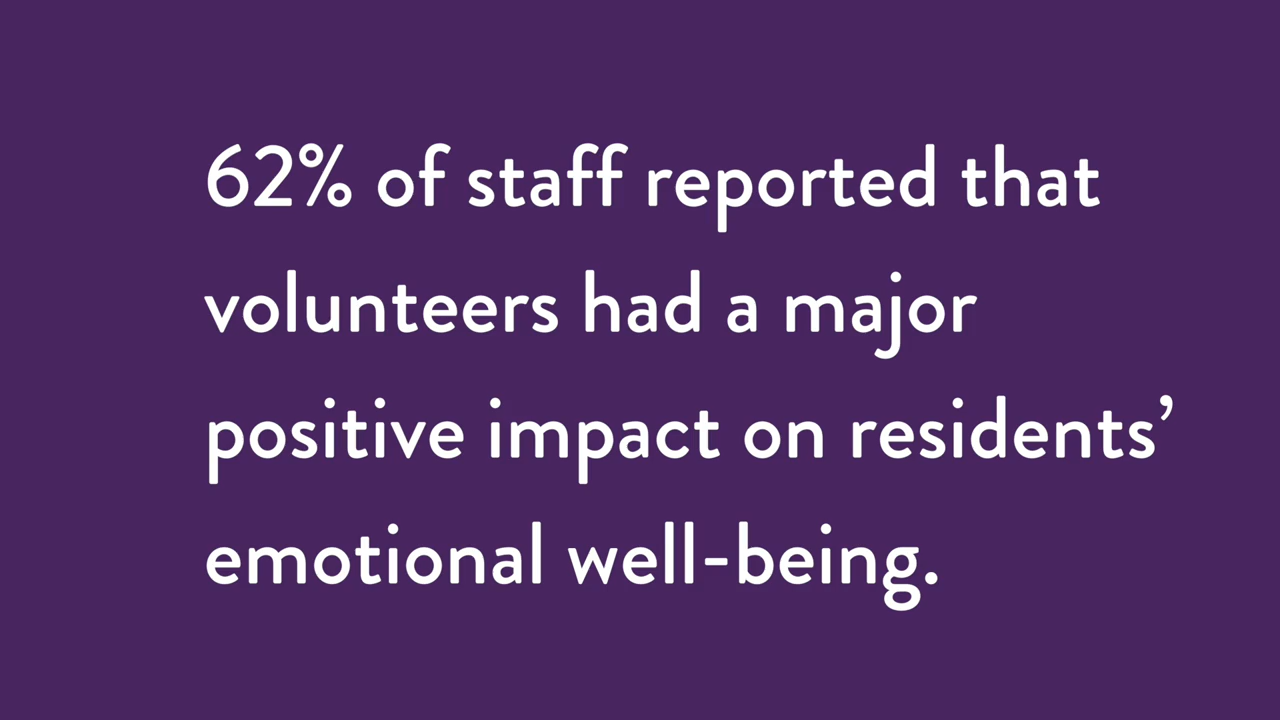 62% of staff reported that
volunteers had a major
positive impact on residents’
emotional well-being.